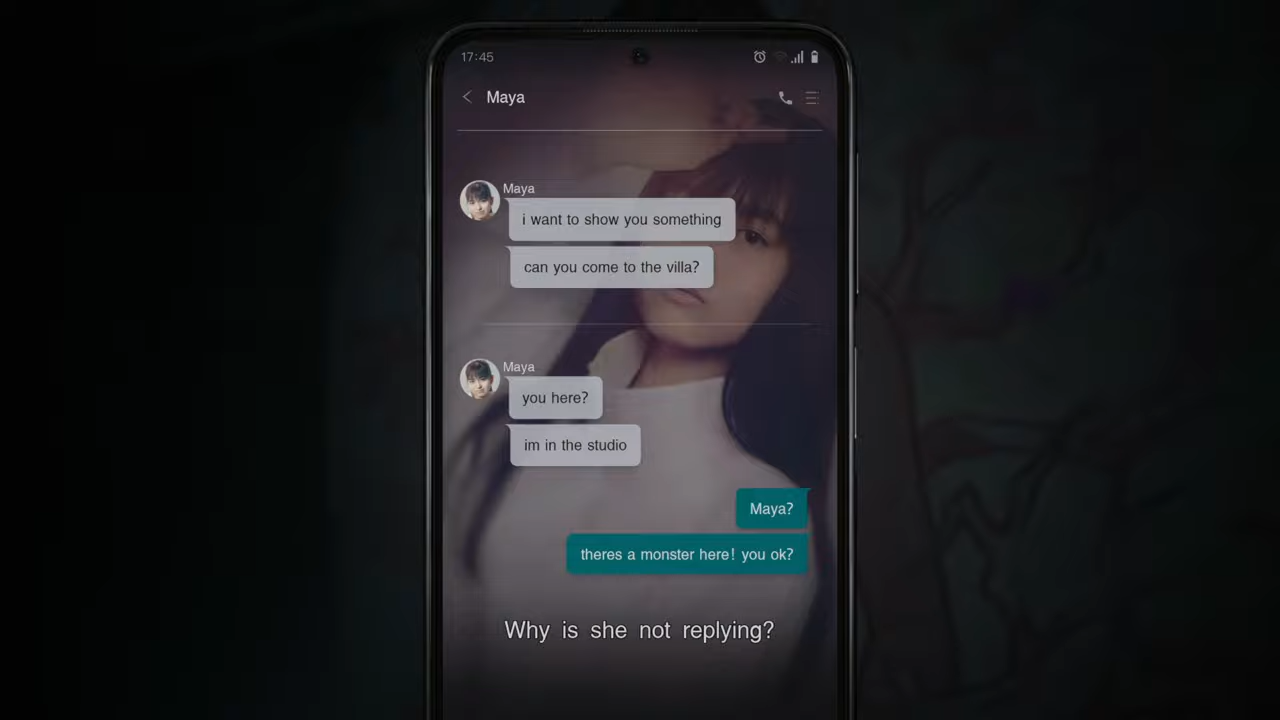 17:45
Maya
Maya
i want to show you something
can you come to the villa?
Maya
you here?
im in the studio
Maya?
theres a monster here! you ok?
Why is she not replying?